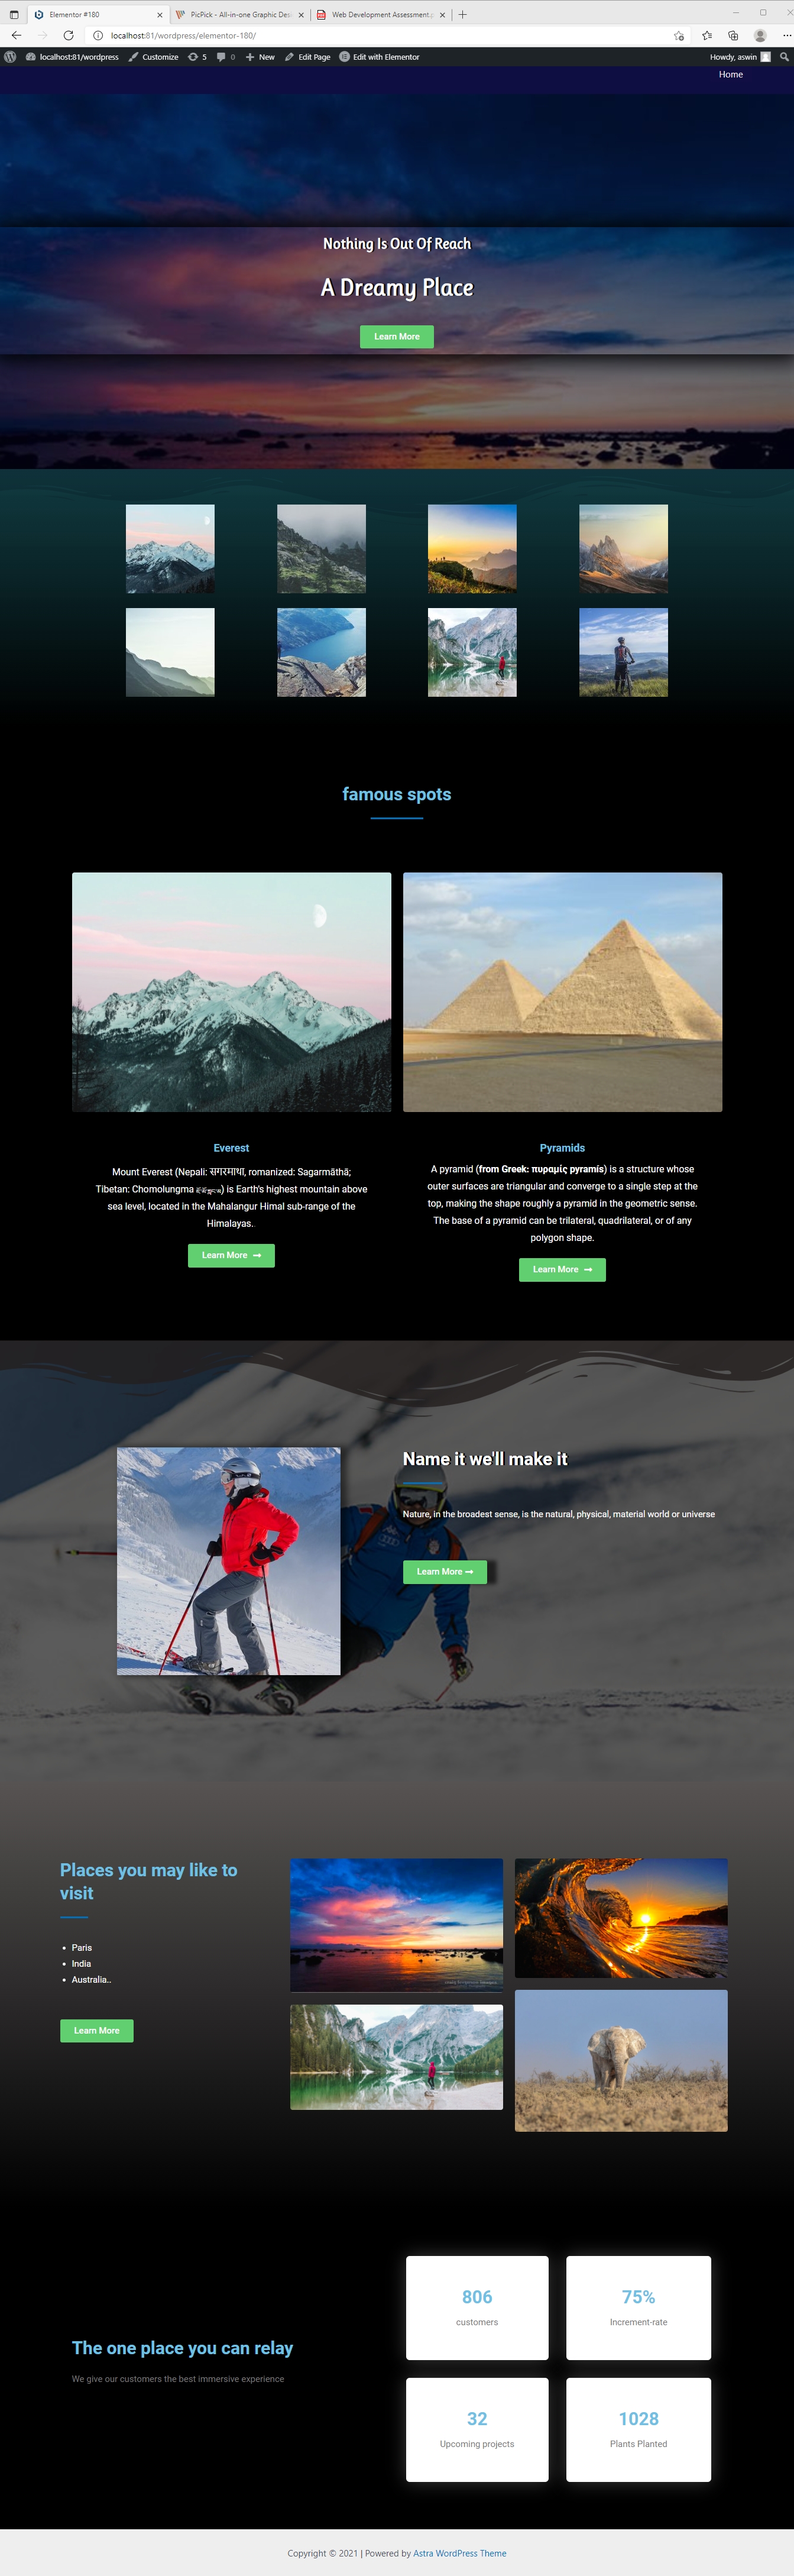 Elementor #180
PicPick - All-in-one Graphic Des
Web Development Assessment.p
localhost:81/wordpress/elementor-180/
localhost:81/wordpress Customize 5 0 New Edit Page Edit with Elementor Howdy, aswin
Home
Nothing Is Out Of Reach
A Dreamy Place
Learn More
famous spots
Everest
Mount Everest (Nepali: सगरमाथा, romanized: Sagarmāthā;
Tibetan: Chomolungma ) is Earth's highest mountain above
sea level, located in the Mahalangur Himal sub-range of the
Himalayas.
Learn More →
Pyramids
A pyramid (from Greek: πυραμίς pyramís) is a structure whose
outer surfaces are triangular and converge to a single step at the
top, making the shape roughly a pyramid in the geometric sense.
The base of a pyramid can be trilateral, quadrilateral, or of any
polygon shape.
Learn More →
Name it we'll make it
Nature, in the broadest sense, is the natural, physical, material world or universe
Learn More →
Places you may like to
visit
• Paris
• India
• Australia..
Learn More
The one place you can relay
We give our customers the best immersive experience
806
customers
75%
Increment-rate
32
Upcoming projects
1028
Plants Planted
Copyright © 2021 | Powered by Astra WordPress Theme